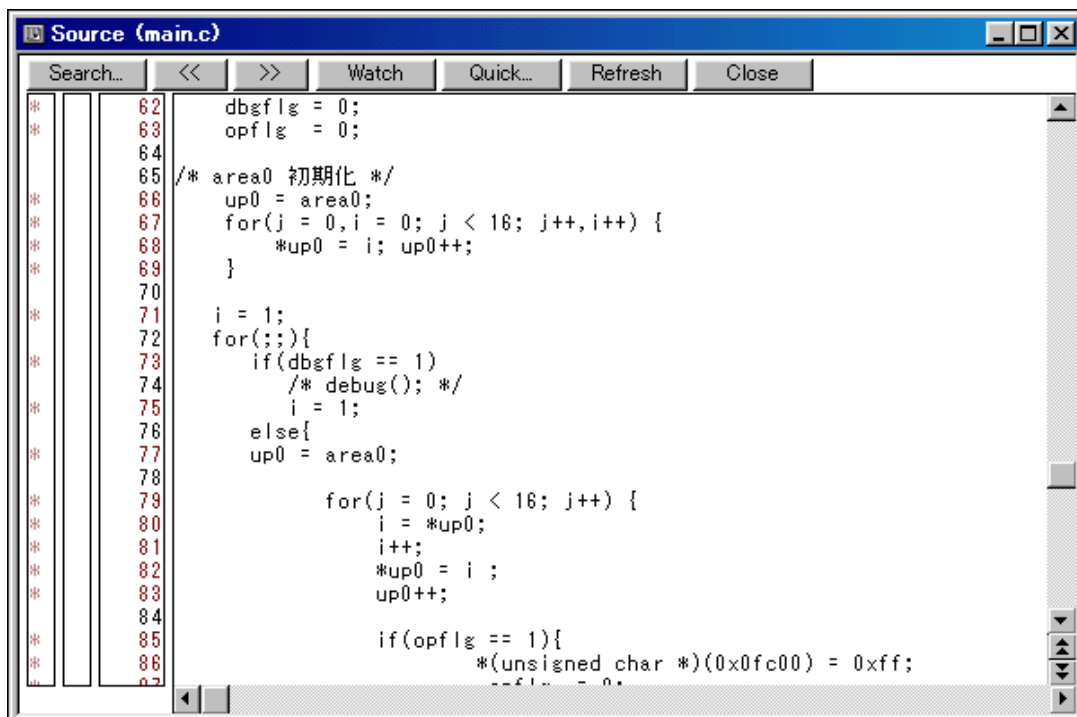 Source (main.c)
Search... << >> Watch Quick... Refresh Close
* 62 dbgflg = 0;
* 63 opflg  = 0;
64
65 /* area0 初期化 */
* 66 up0 = area0;
* 67 for(j = 0,i = 0; j < 16; j++,i++) {
* 68 *up0 = i; up0++;
* 69 }
70
* 71 i = 1;
72 for(;;){
* 73 if(dbgflg == 1)
74 /* debug(); */
* 75 i = 1;
76 else{
* 77 up0 = area0;
78
* 79 for(j = 0; j < 16; j++) {
* 80 i = *up0;
* 81 i++;
* 82 *up0 = i ;
* 83 up0++;
84
* 85 if(opflg == 1){
* 86 *(unsigned char *)(0x0fc00) = 0xff;